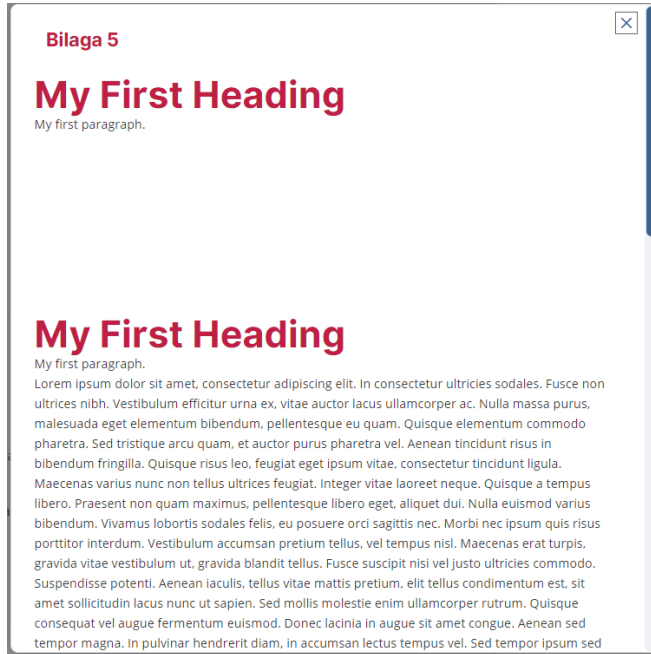 Bilaga 5
My First Heading
My first paragraph.
My First Heading
My first paragraph.
Lorem ipsum dolor sit amet, consectetur adipiscing elit. In consectetur ultricies sodales. Fusce non
ultrices nibh. Vestibulum efficitur urna ex, vitae auctor lacus ullamcorper ac. Nulla massa purus,
malesuada eget elementum bibendum, pellentesque eu quam. Quisque elementum commodo
pharetra. Sed tristique arcu quam, et auctor purus pharetra vel. Aenean tincidunt risus in
bibendum fringilla. Quisque risus leo, feugiat eget ipsum vitae, consectetur tincidunt ligula.
Maecenas varius nunc non tellus ultrices feugiat. Integer vitae laoreet neque. Quisque a tempus
libero. Praesent non quam maximus, pellentesque libero eget, aliquet dui. Nulla euismod varius
bibendum. Vivamus lobortis sodales felis, eu posuere orci sagittis nec. Morbi nec ipsum quis risus
porttitor interdum. Vestibulum accumsan pretium tellus, vel tempus nisl. Maecenas erat turpis,
gravida vitae vestibulum ut, gravida blandit tellus. Fusce suscipit nisi vel justo ultricies commodo.
Suspendisse potenti. Aenean iaculis, tellus vitae mattis pretium, elit tellus condimentum est, sit
amet sollicitudin lacus nunc ut sapien. Sed mollis molestie enim ullamcorper rutrum. Quisque
consequat vel augue fermentum euismod. Donec lacinia in augue sit amet congue. Aenean sed
tempor magna. In pulvinar hendrerit diam, in accumsan lectus tempus vel. Sed tempor ipsum sed